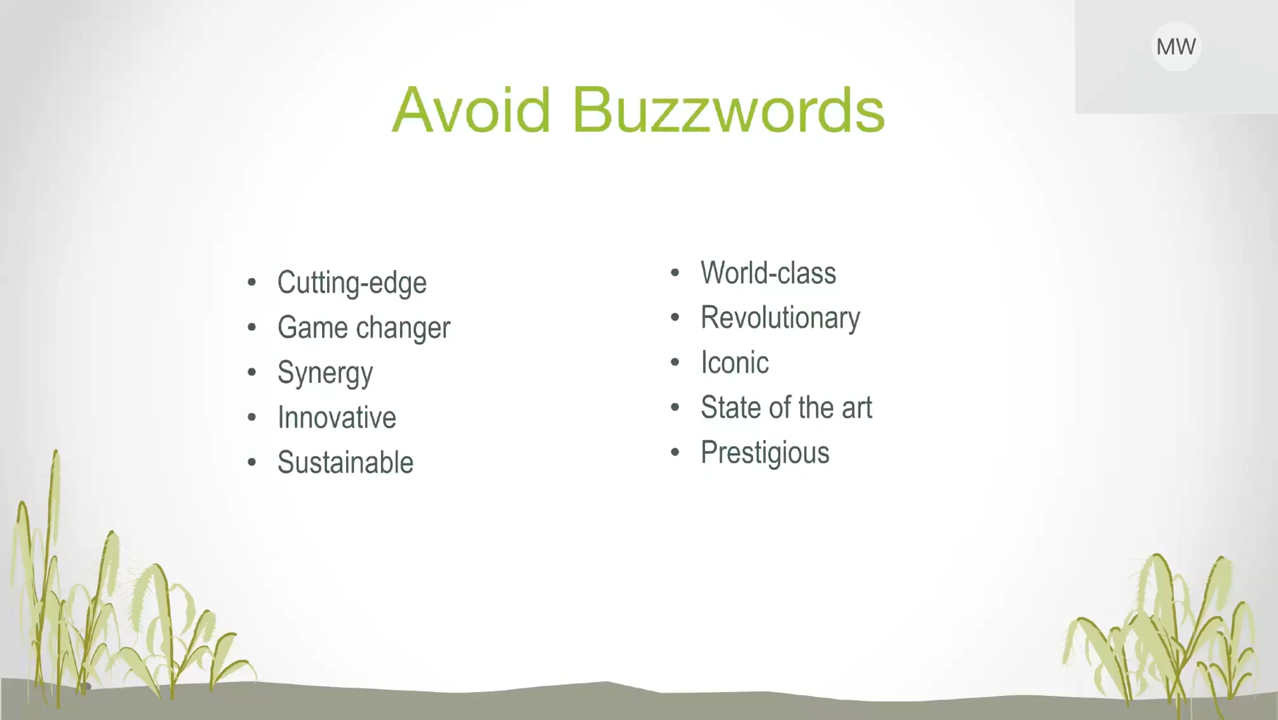 MW
Avoid Buzzwords
• Cutting-edge
• Game changer
• Synergy
• Innovative
• Sustainable
• World-class
• Revolutionary
• Iconic
• State of the art
• Prestigious